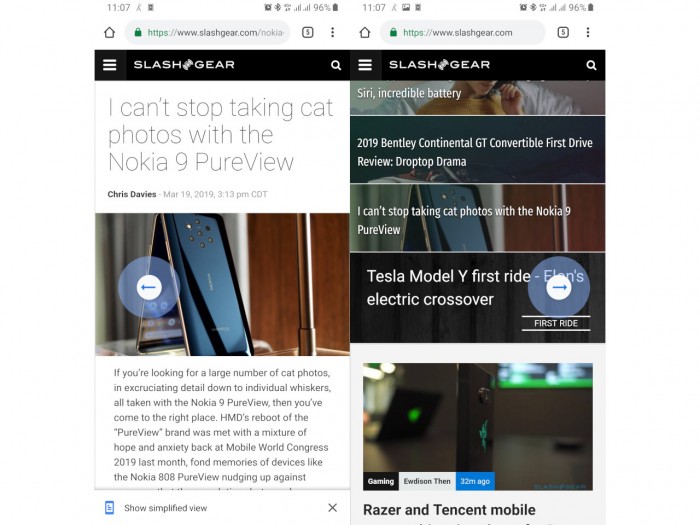 11:07
96%
https://www.slashgear.com/nokia-
5
SLASHGEAR
I can't stop taking cat
photos with the
Nokia 9 PureView
Chris Davies - Mar 19, 2019, 3:13 pm CDT
If you're looking for a large number of cat photos,
in excruciating detail down to individual whiskers,
all taken with the Nokia 9 PureView, then you've
come to the right place. HMD's reboot of the
"PureView" brand was met with a mixture of
hope and anxiety back at Mobile World Congress
2019 last month, fond memories of devices like
the Nokia 808 PureView nudging up against
Show simplified view
11:07
96%
https://www.slashgear.com
5
SLASHGEAR
Siri, incredible battery
2019 Bentley Continental GT Convertible First Drive
Review: Droptop Drama
I can't stop taking cat photos with the Nokia 9
PureView
Tesla Model Y first ride - Elon's
electric crossover
FIRST RIDE
Gaming Ewdison Then 32m ago
SLASHGEAR
Razer and Tencent mobile